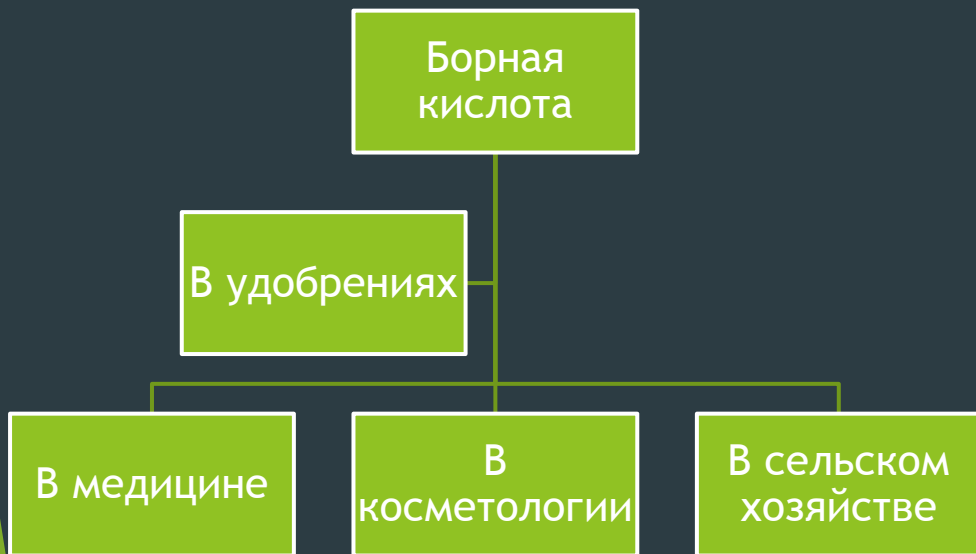 Борная
кислота
В удобрениях
В медицине
В
косметологии
В сельском
хозяйстве